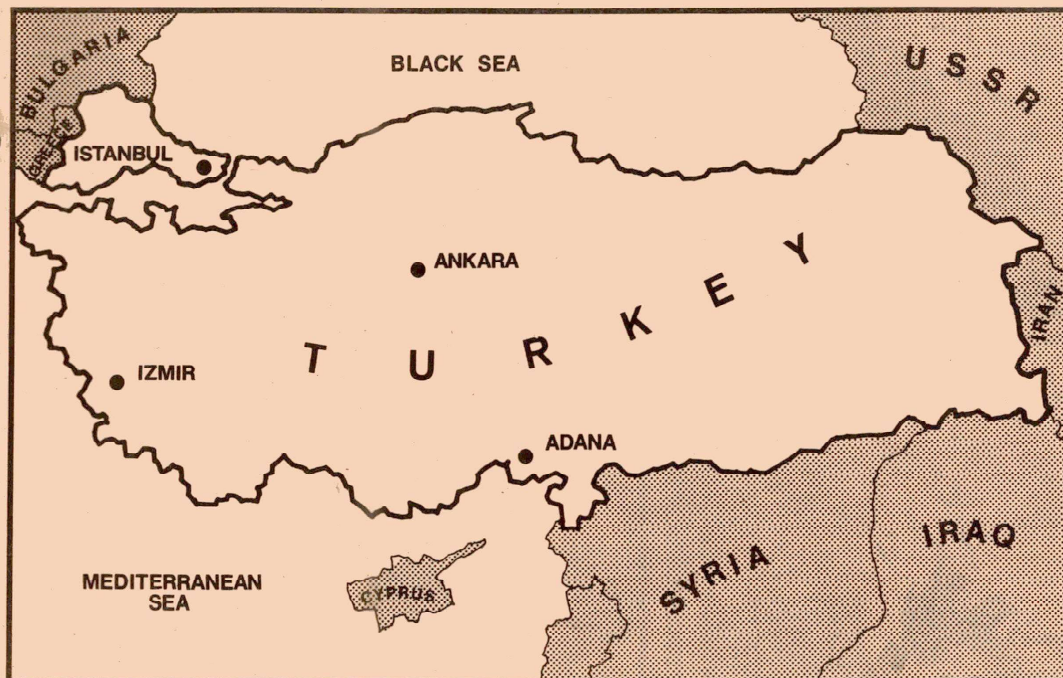 BULGARIA
BLACK SEA
USSR
GREECE
ISTANBUL
ANKARA
TURKEY
IRAN
IZMIR
ADANA
IRAQ
SYRIA
MEDITERRANEAN
SEA
CYPRUS